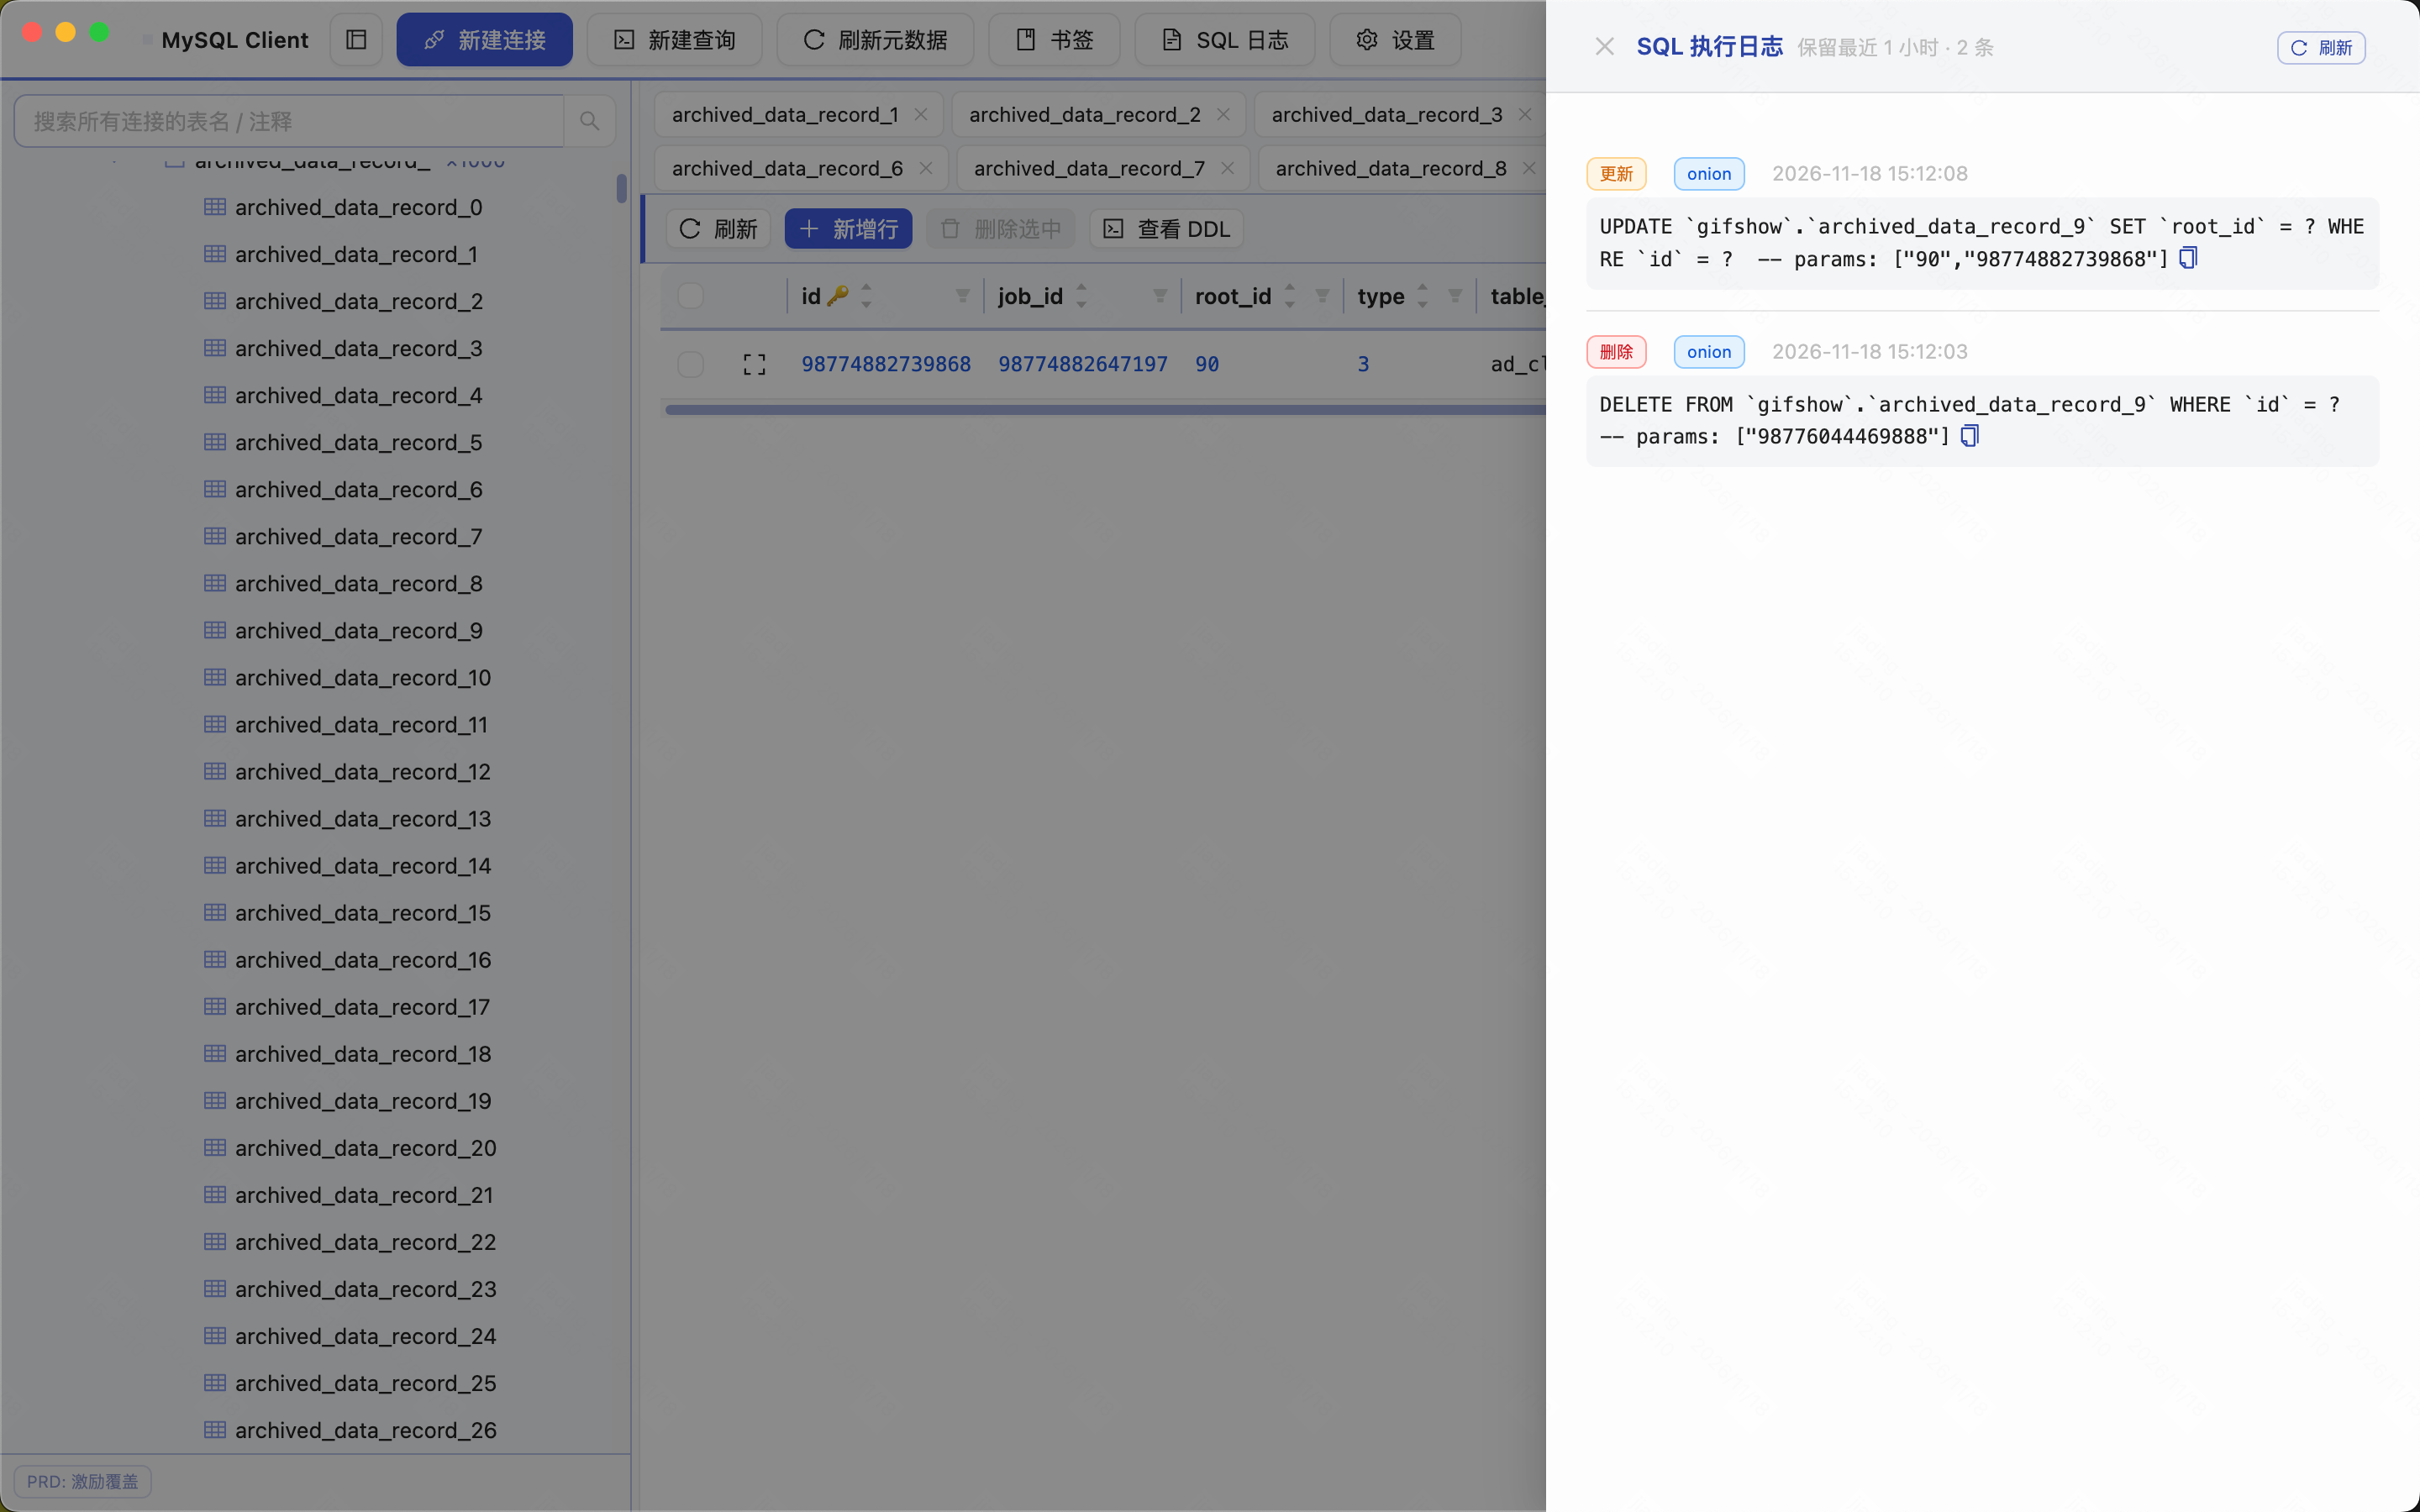 MySQL Client
新建连接
新建查询
刷新元数据
书签
SQL 日志
设置
搜索所有连接的表名 / 注释
archived_data_record_ ×1000
archived_data_record_0
archived_data_record_1
archived_data_record_2
archived_data_record_3
archived_data_record_4
archived_data_record_5
archived_data_record_6
archived_data_record_7
archived_data_record_8
archived_data_record_9
archived_data_record_10
archived_data_record_11
archived_data_record_12
archived_data_record_13
archived_data_record_14
archived_data_record_15
archived_data_record_16
archived_data_record_17
archived_data_record_18
archived_data_record_19
archived_data_record_20
archived_data_record_21
archived_data_record_22
archived_data_record_23
archived_data_record_24
archived_data_record_25
archived_data_record_26
PRD: 激励覆盖
archived_data_record_1
archived_data_record_2
archived_data_record_3
archived_data_record_6
archived_data_record_7
archived_data_record_8
刷新
新增行
删除选中
查看 DDL
id
job_id
root_id
type
table_
98774882739868
98774882647197
90
3
ad_cl
SQL 执行日志 保留最近 1 小时 · 2 条
刷新
更新 onion 2026-11-18 15:12:08
UPDATE `gifshow`.`archived_data_record_9` SET `root_id` = ? WHE
RE `id` = ?  -- params: ["90","98774882739868"]
删除 onion 2026-11-18 15:12:03
DELETE FROM `gifshow`.`archived_data_record_9` WHERE `id` = ?
-- params: ["98776044469888"]